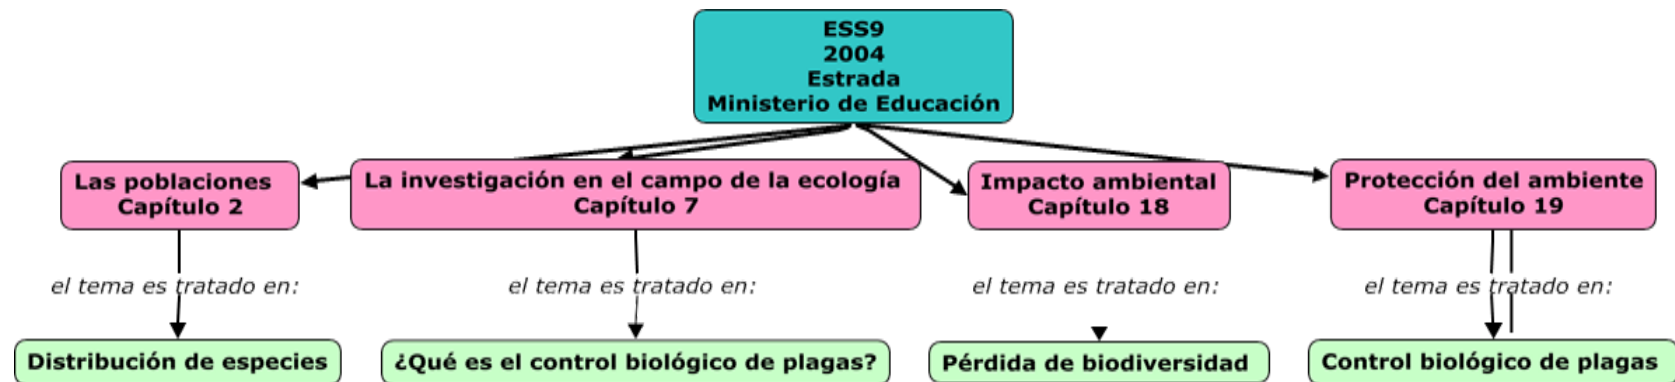 ESS9
2004
Estrada
Ministerio de Educación
Las poblaciones
Capítulo 2
La investigación en el campo de la ecología
Capítulo 7
Impacto ambiental
Capítulo 18
Protección del ambiente
Capítulo 19
el tema es tratado en:
el tema es tratado en:
el tema es tratado en:
el tema es tratado en:
Distribución de especies
¿Qué es el control biológico de plagas?
Pérdida de biodiversidad
Control biológico de plagas